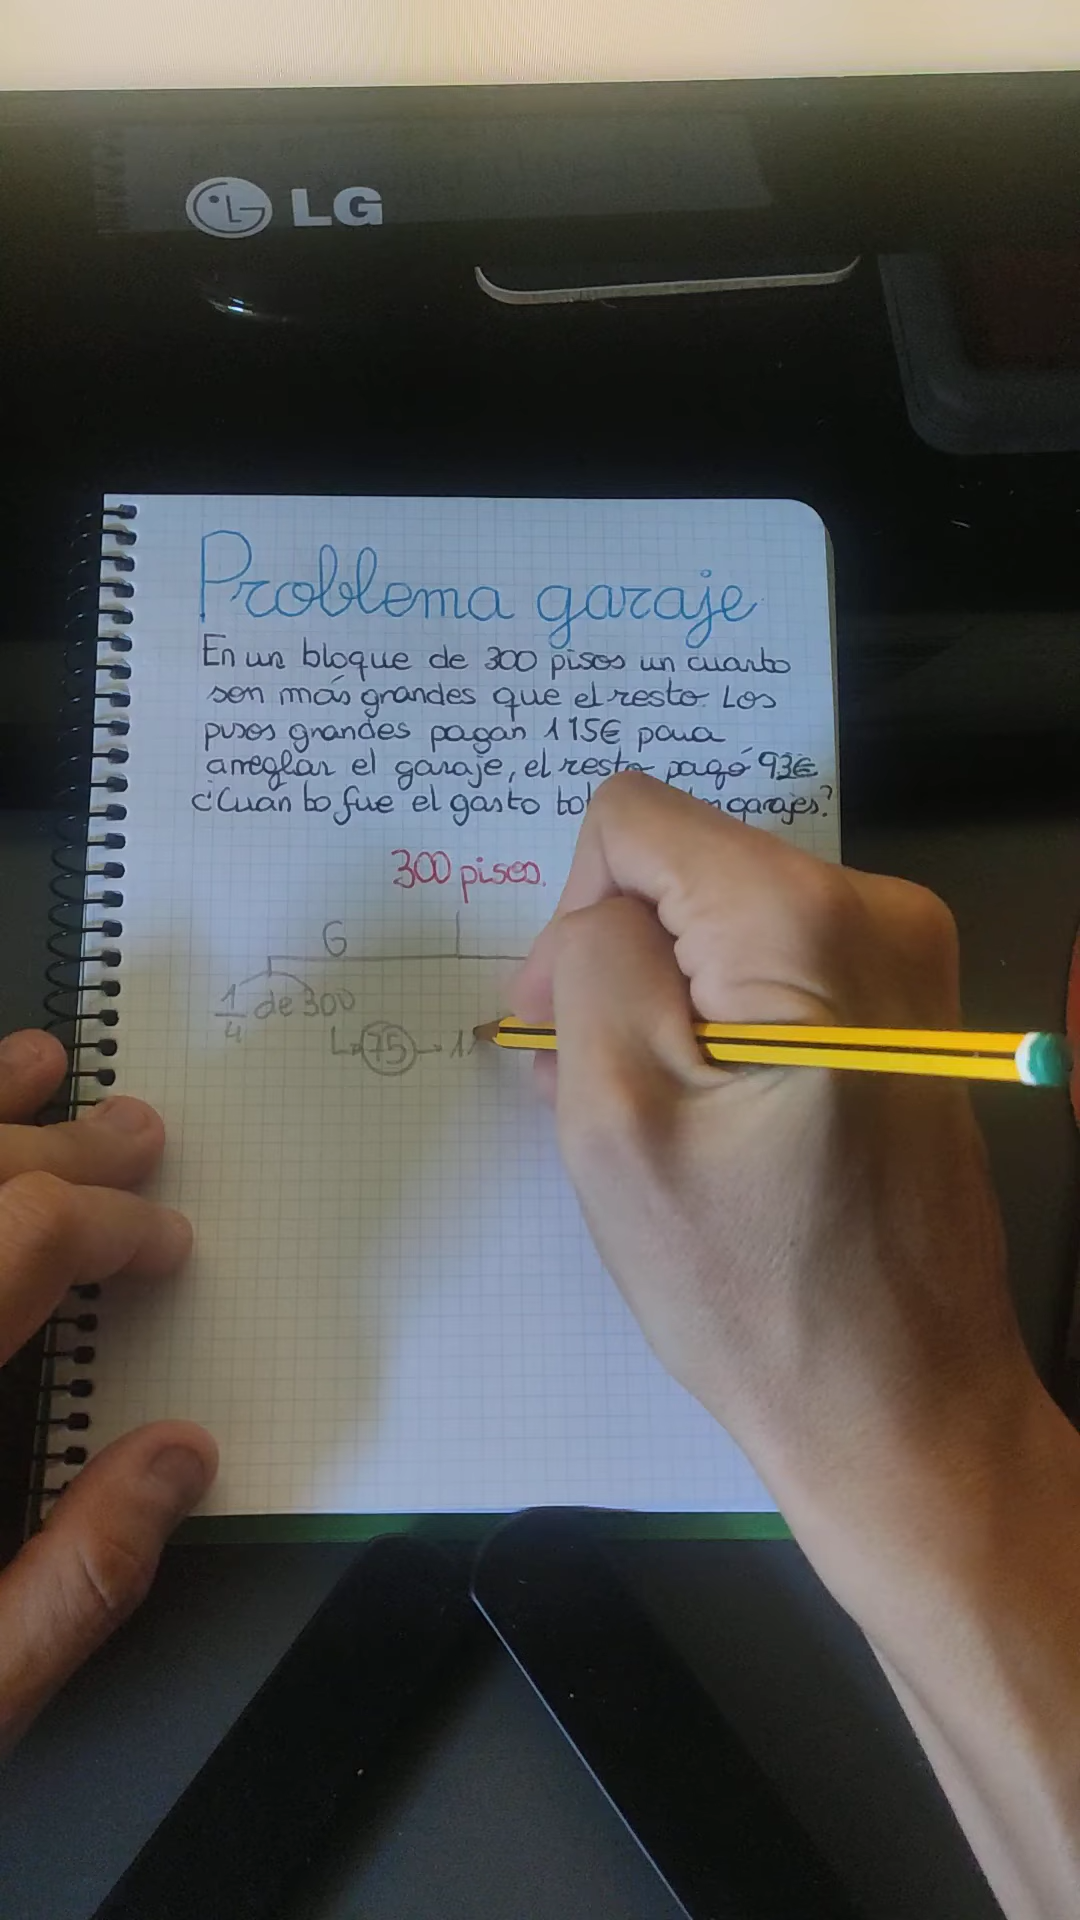 LG
Problema garaje
En un bloque de 300 pisos un cuarto
son más grandes que el resto. Los
pisos grandes pagan 115€ para
arreglar el garaje, el resto pagó 93€
¿Cuánto fue el gasto garajes?
300 pisos.
G
1/4 de 300
75